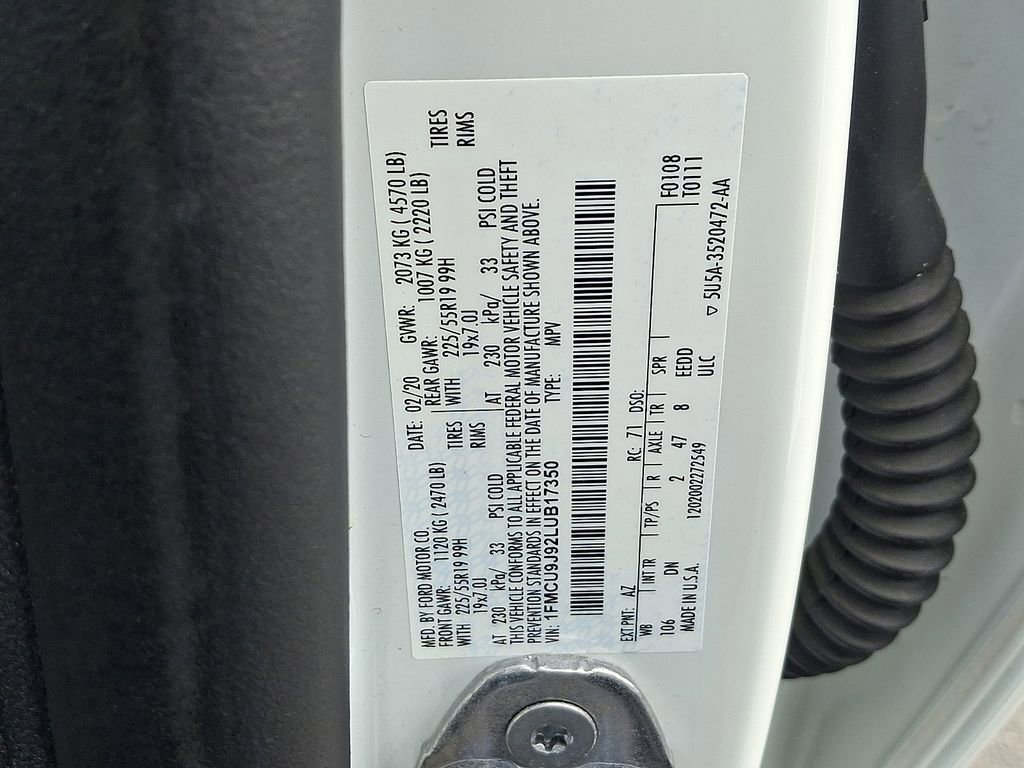 MFD. BY FORD MOTOR CO. DATE: 02/20 GVWR: 2073 KG ( 4570 LB)
FRONT GAWR: 1120 KG ( 2470 LB) REAR GAWR: 1007 KG ( 2220 LB)
WITH 225/55R19 99H TIRES WITH 225/55R19 99H TIRES
19x7.0J RIMS 19x7.0J RIMS
AT 230 kPa/ 33 PSI COLD AT 230 kPa/ 33 PSI COLD
THIS VEHICLE CONFORMS TO ALL APPLICABLE FEDERAL MOTOR VEHICLE SAFETY AND THEFT
PREVENTION STANDARDS IN EFFECT ON THE DATE OF MANUFACTURE SHOWN ABOVE.
VIN: 1FMCU9J92LUB17350 TYPE: MPV
EXT PNT: AZ RC: 71 DSO: F0108
WB INT TR TP/PS R AXLE TR SPR T0111
106 DN 2 47 8 EEDD
MADE IN U.S.A. 1202002272549 ULC ▽ 5U5A-3520472-AA